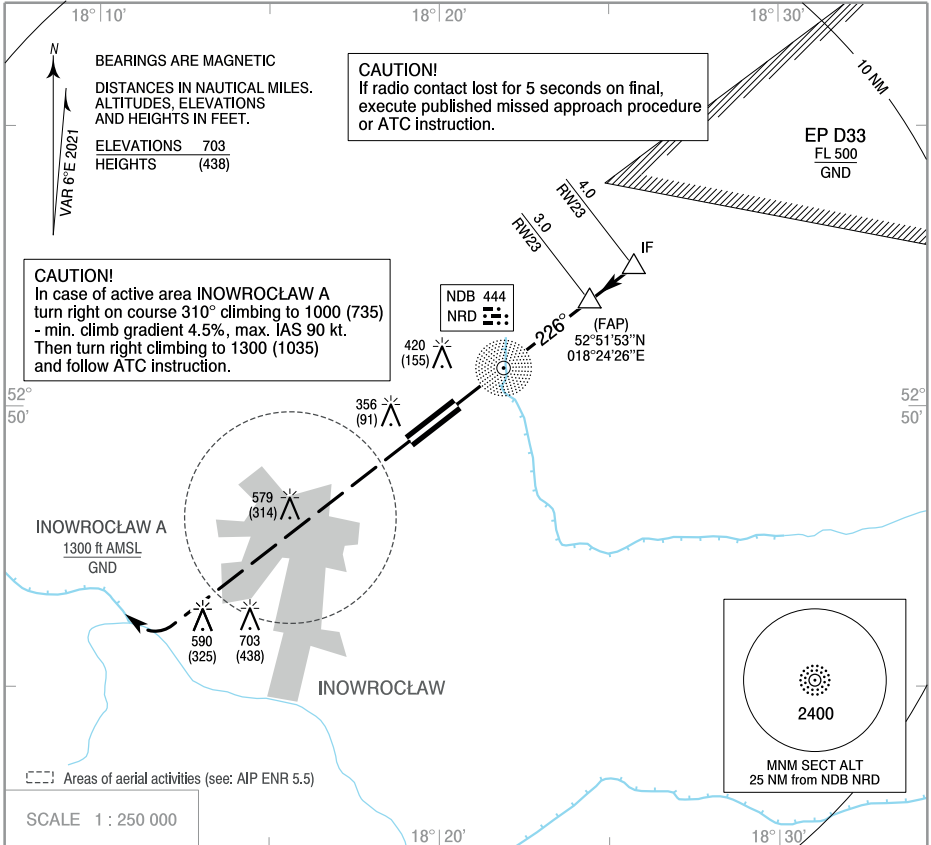 18° 10'
18° 20'
18° 30'
N
VAR 6°E 2021
BEARINGS ARE MAGNETIC
DISTANCES IN NAUTICAL MILES.
ALTITUDES, ELEVATIONS
AND HEIGHTS IN FEET.
ELEVATIONS 703
HEIGHTS (438)
CAUTION!
If radio contact lost for 5 seconds on final,
execute published missed approach procedure
or ATC instruction.
10 NM
EP D33
FL 500
GND
4.0
RW23
3.0
RW23
IF
CAUTION!
In case of active area INOWROCŁAW A
turn right on course 310° climbing to 1000 (735)
- min. climb gradient 4.5%, max. IAS 90 kt.
Then turn right climbing to 1300 (1035)
and follow ATC instruction.
NDB 444
NRD
226°
(FAP)
52°51'53"N
018°24'26"E
420
(155)
52°
50'
52°
50'
356
(91)
579
(314)
INOWROCŁAW A
1300 ft AMSL
GND
590
(325)
703
(438)
INOWROCŁAW
2400
MNM SECT ALT
25 NM from NDB NRD
Areas of aerial activities (see: AIP ENR 5.5)
SCALE 1 : 250 000
18° 20'
18° 30'